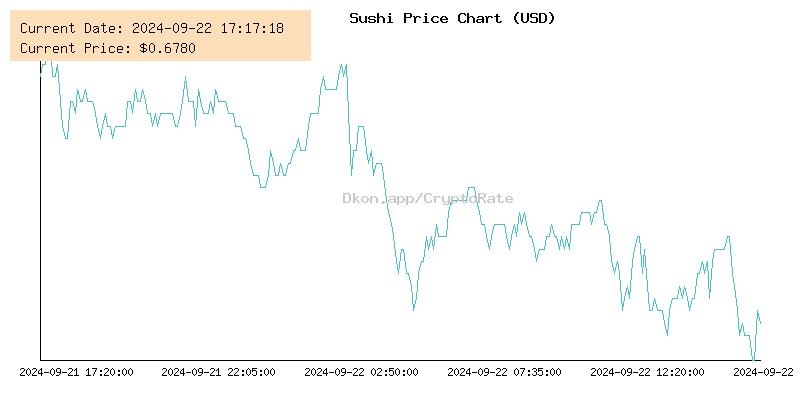 Sushi Price Chart (USD)
Current Date: 2024-09-22 17:17:18
Current Price: $0.6780
Dkon.app/CryptoRate
2024-09-21 17:20:00 2024-09-21 22:05:00 2024-09-22 02:50:00 2024-09-22 07:35:00 2024-09-22 12:20:00 2024-09-22